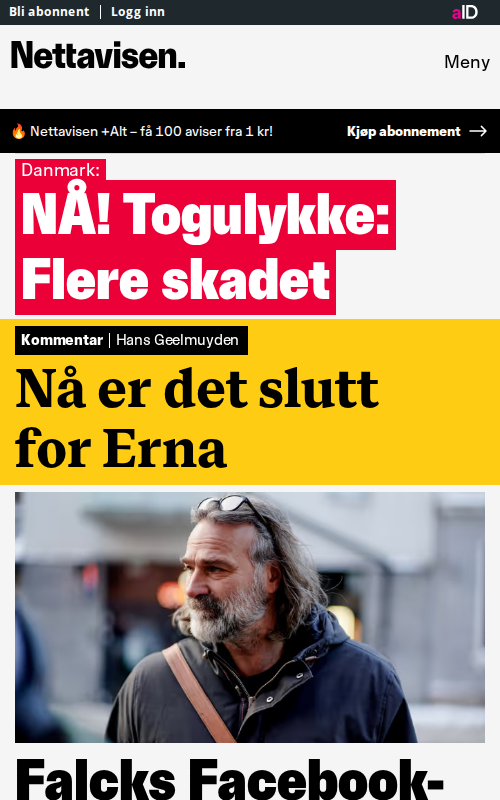 Bli abonnent | Logg inn
aID
Nettavisen.
Meny
🔥 Nettavisen +Alt – få 100 aviser fra 1 kr!
Kjøp abonnement →
Danmark:
NÅ! Togulykke:
Flere skadet
Kommentar | Hans Geelmuyden
Nå er det slutt
for Erna
Falcks Facebook-